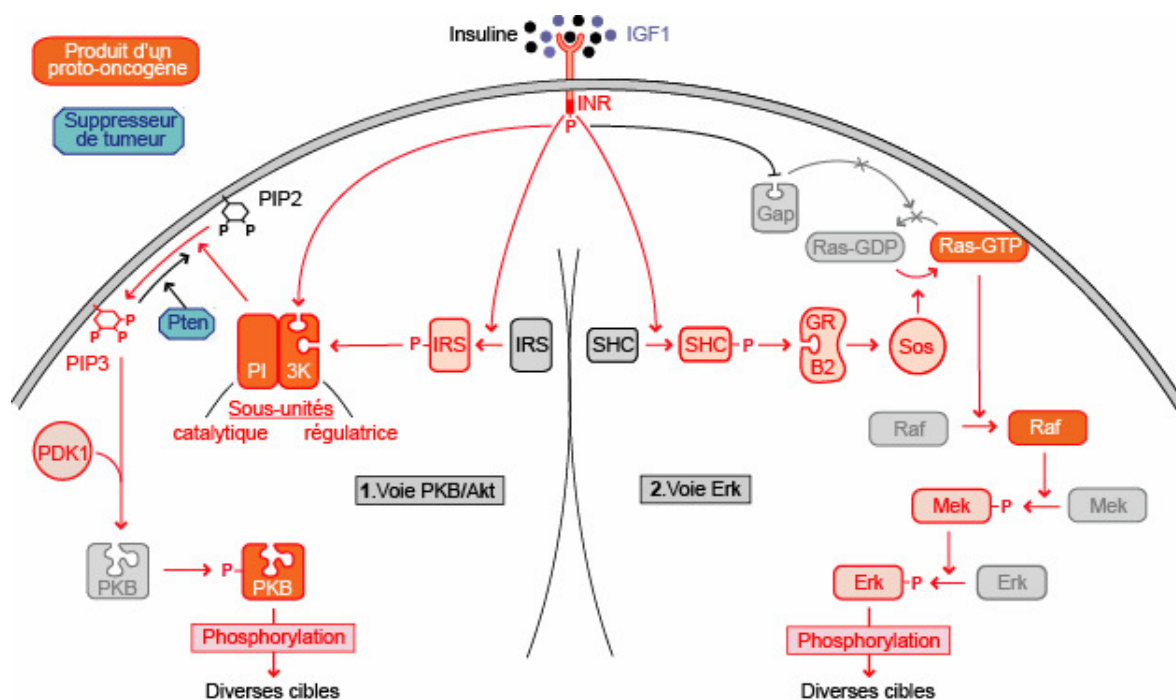 Insuline
IGF1
Produit d'un
proto-oncogène
Suppresseur
de tumeur
INR
P
PIP2
P
P
Gap
Ras-GDP
Ras-GTP
Pten
P
P
P
PIP3
PI
3K
P
IRS
IRS
SHC
SHC
P
GR
B2
Sos
Sous-unités
catalytique
régulatrice
Raf
Raf
PDK1
1.Voie PKB/Akt
2.Voie Erk
Mek
P
Mek
PKB
P
PKB
Erk
P
Erk
Phosphorylation
Phosphorylation
Diverses cibles
Diverses cibles